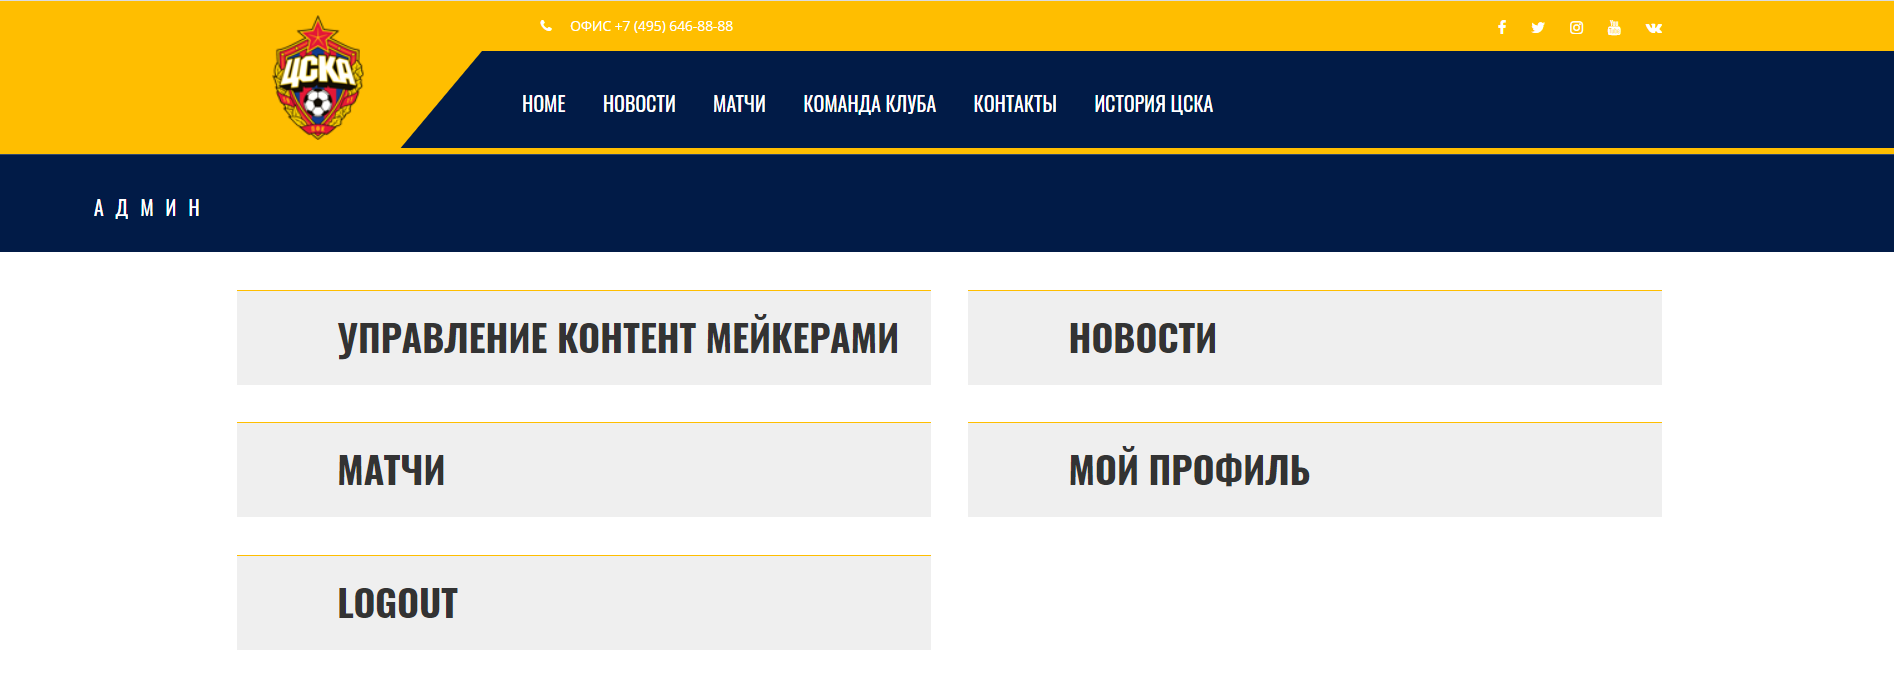 ОФИС +7 (495) 646-88-88
ЦСКА
HOME НОВОСТИ МАТЧИ КОМАНДА КЛУБА КОНТАКТЫ ИСТОРИЯ ЦСКА
АДМИН
УПРАВЛЕНИЕ КОНТЕНТ МЕЙКЕРАМИ
НОВОСТИ
МАТЧИ
МОЙ ПРОФИЛЬ
LOGOUT